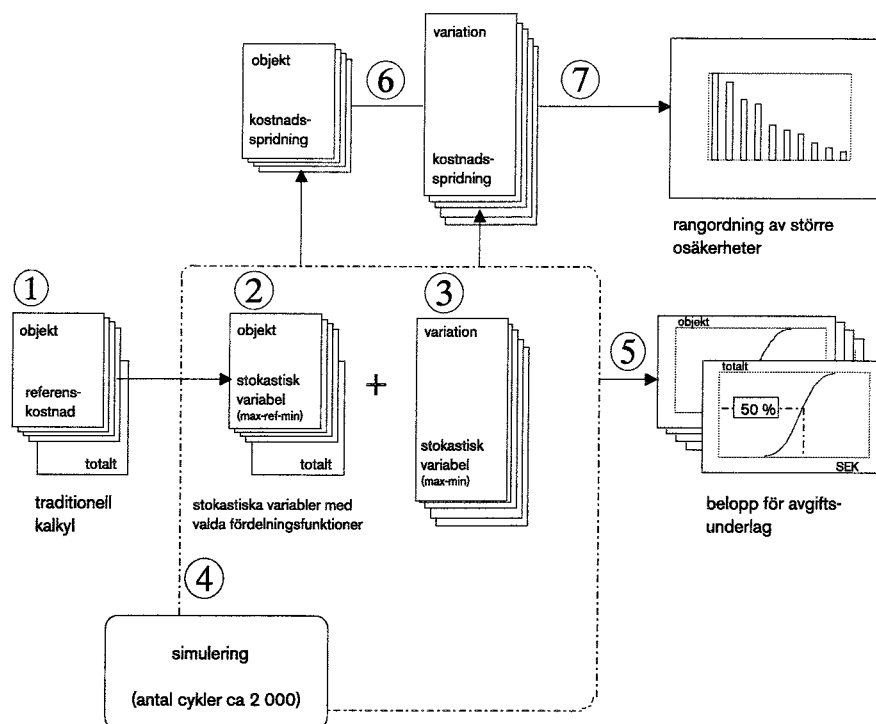 objekt
kostnads-
spridning
6
variation
kostnads-
spridning
7
rangordning av större
osäkerheter
1
objekt
referens-
kostnad
totalt
traditionell
kalkyl
2
objekt
stokastisk
variabel
(max-ref-min)
totalt
stokastiska variabler med
valda fördelningsfunktioner
+
3
variation
stokastisk
variabel
(max-min)
5
objekt
totalt
50 %
SEK
belopp för avgifts-
underlag
4
simulering
(antal cykler ca 2 000)